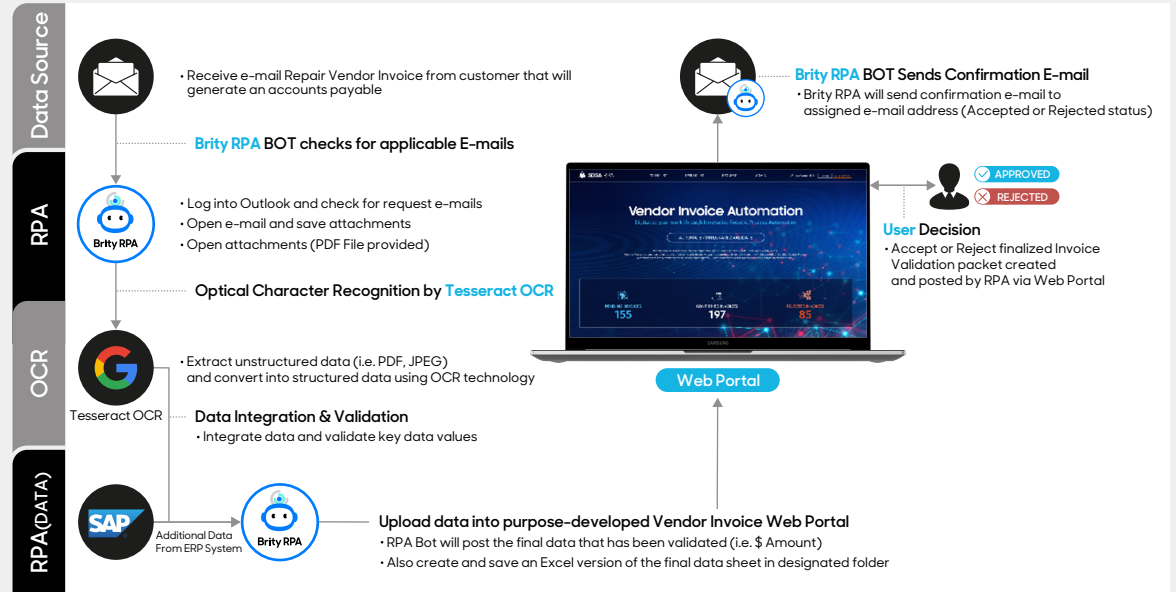 Data Source
RPA
OCR
RPA(DATA)
· Receive e-mail Repair Vendor Invoice from customer that will
generate an accounts payable
Brity RPA BOT checks for applicable E-mails
Brity RPA
· Log into Outlook and check for request e-mails
· Open e-mail and save attachments
· Open attachments (PDF File provided)
Optical Character Recognition by Tesseract OCR
Tesseract OCR
· Extract unstructured data (i.e. PDF, JPEG)
and convert into structured data using OCR technology
Data Integration & Validation
· Integrate data and validate key data values
SAP
Additional Data
From ERP System
Brity RPA
Upload data into purpose-developed Vendor Invoice Web Portal
· RPA Bot will post the final data that has been validated (i.e. $ Amount)
· Also create and save an Excel version of the final data sheet in designated folder
Web Portal
SDSA
Vendor Invoice Automation
155
197
85
SAMSUNG
Brity RPA BOT Sends Confirmation E-mail
· Brity RPA will send confirmation e-mail to
assigned e-mail address (Accepted or Rejected status)
APPROVED
REJECTED
User Decision
· Accept or Reject finalized Invoice
Validation packet created
and posted by RPA via Web Portal